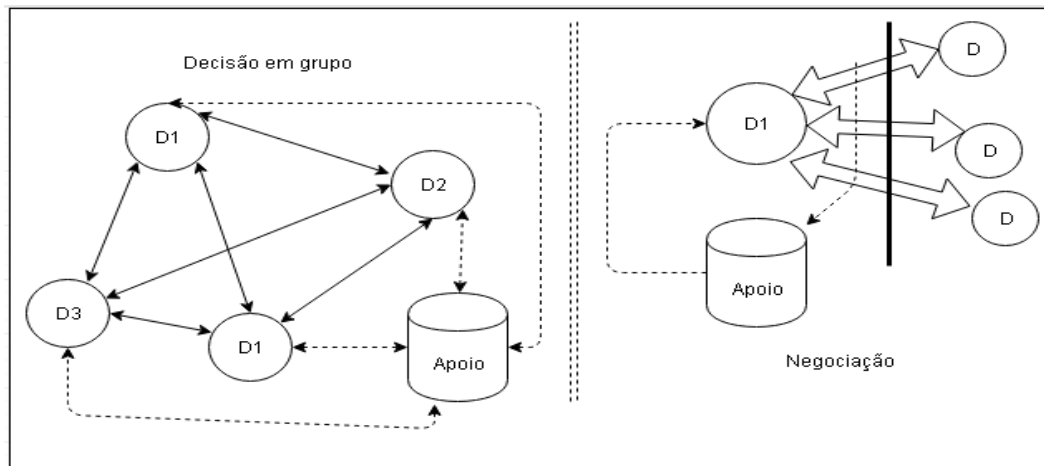 Decisão em grupo
D1
D2
D3
D1
Apoio
D
D1
D
D
Apoio
Negociação